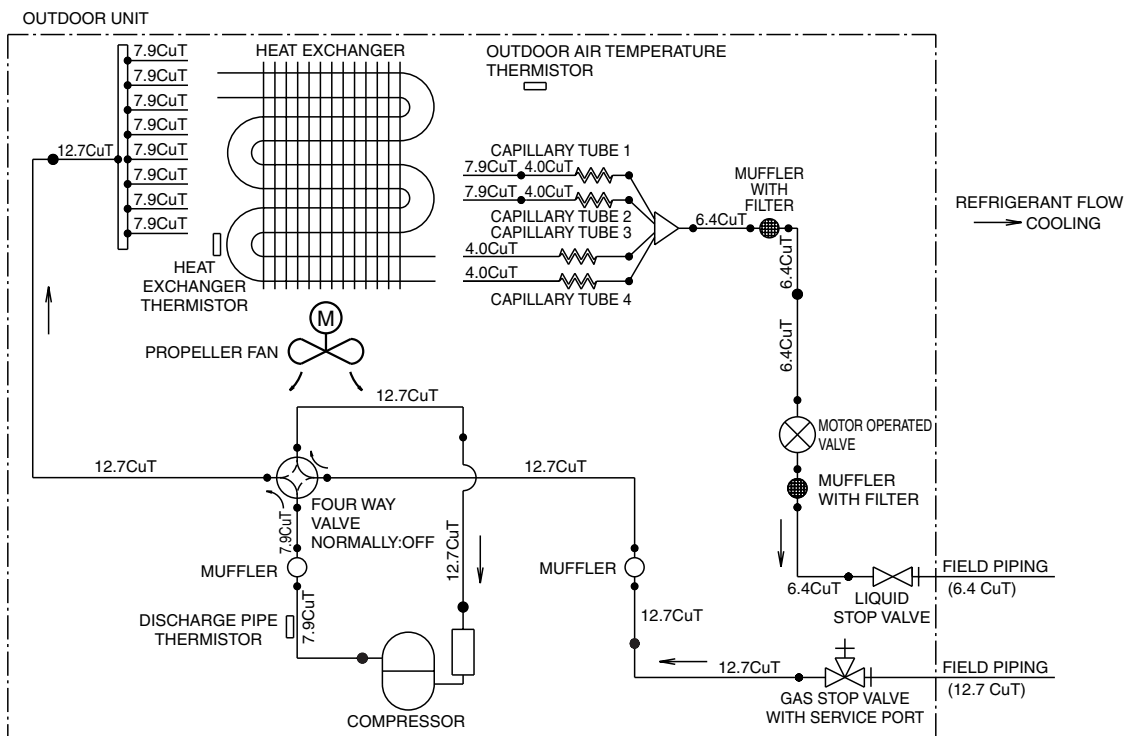 OUTDOOR UNIT
7.9CuT
7.9CuT
7.9CuT
7.9CuT
7.9CuT
7.9CuT
7.9CuT
7.9CuT
12.7CuT
HEAT EXCHANGER
OUTDOOR AIR TEMPERATURE
THERMISTOR
HEAT
EXCHANGER
THERMISTOR
CAPILLARY TUBE 1
7.9CuT 4.0CuT
7.9CuT 4.0CuT
CAPILLARY TUBE 2
CAPILLARY TUBE 3
4.0CuT
4.0CuT
CAPILLARY TUBE 4
6.4CuT
MUFFLER
WITH
FILTER
6.4CuT
6.4CuT
REFRIGERANT FLOW
COOLING
M
PROPELLER FAN
12.7CuT
12.7CuT
12.7CuT
FOUR WAY
VALVE
NORMALLY:OFF
7.9CuT
12.7CuT
MOTOR OPERATED
VALVE
MUFFLER
WITH FILTER
MUFFLER
MUFFLER
DISCHARGE PIPE
THERMISTOR
7.9CuT
COMPRESSOR
12.7CuT
12.7CuT
6.4CuT
LIQUID
STOP VALVE
FIELD PIPING
(6.4 CuT)
GAS STOP VALVE
WITH SERVICE PORT
FIELD PIPING
(12.7 CuT)